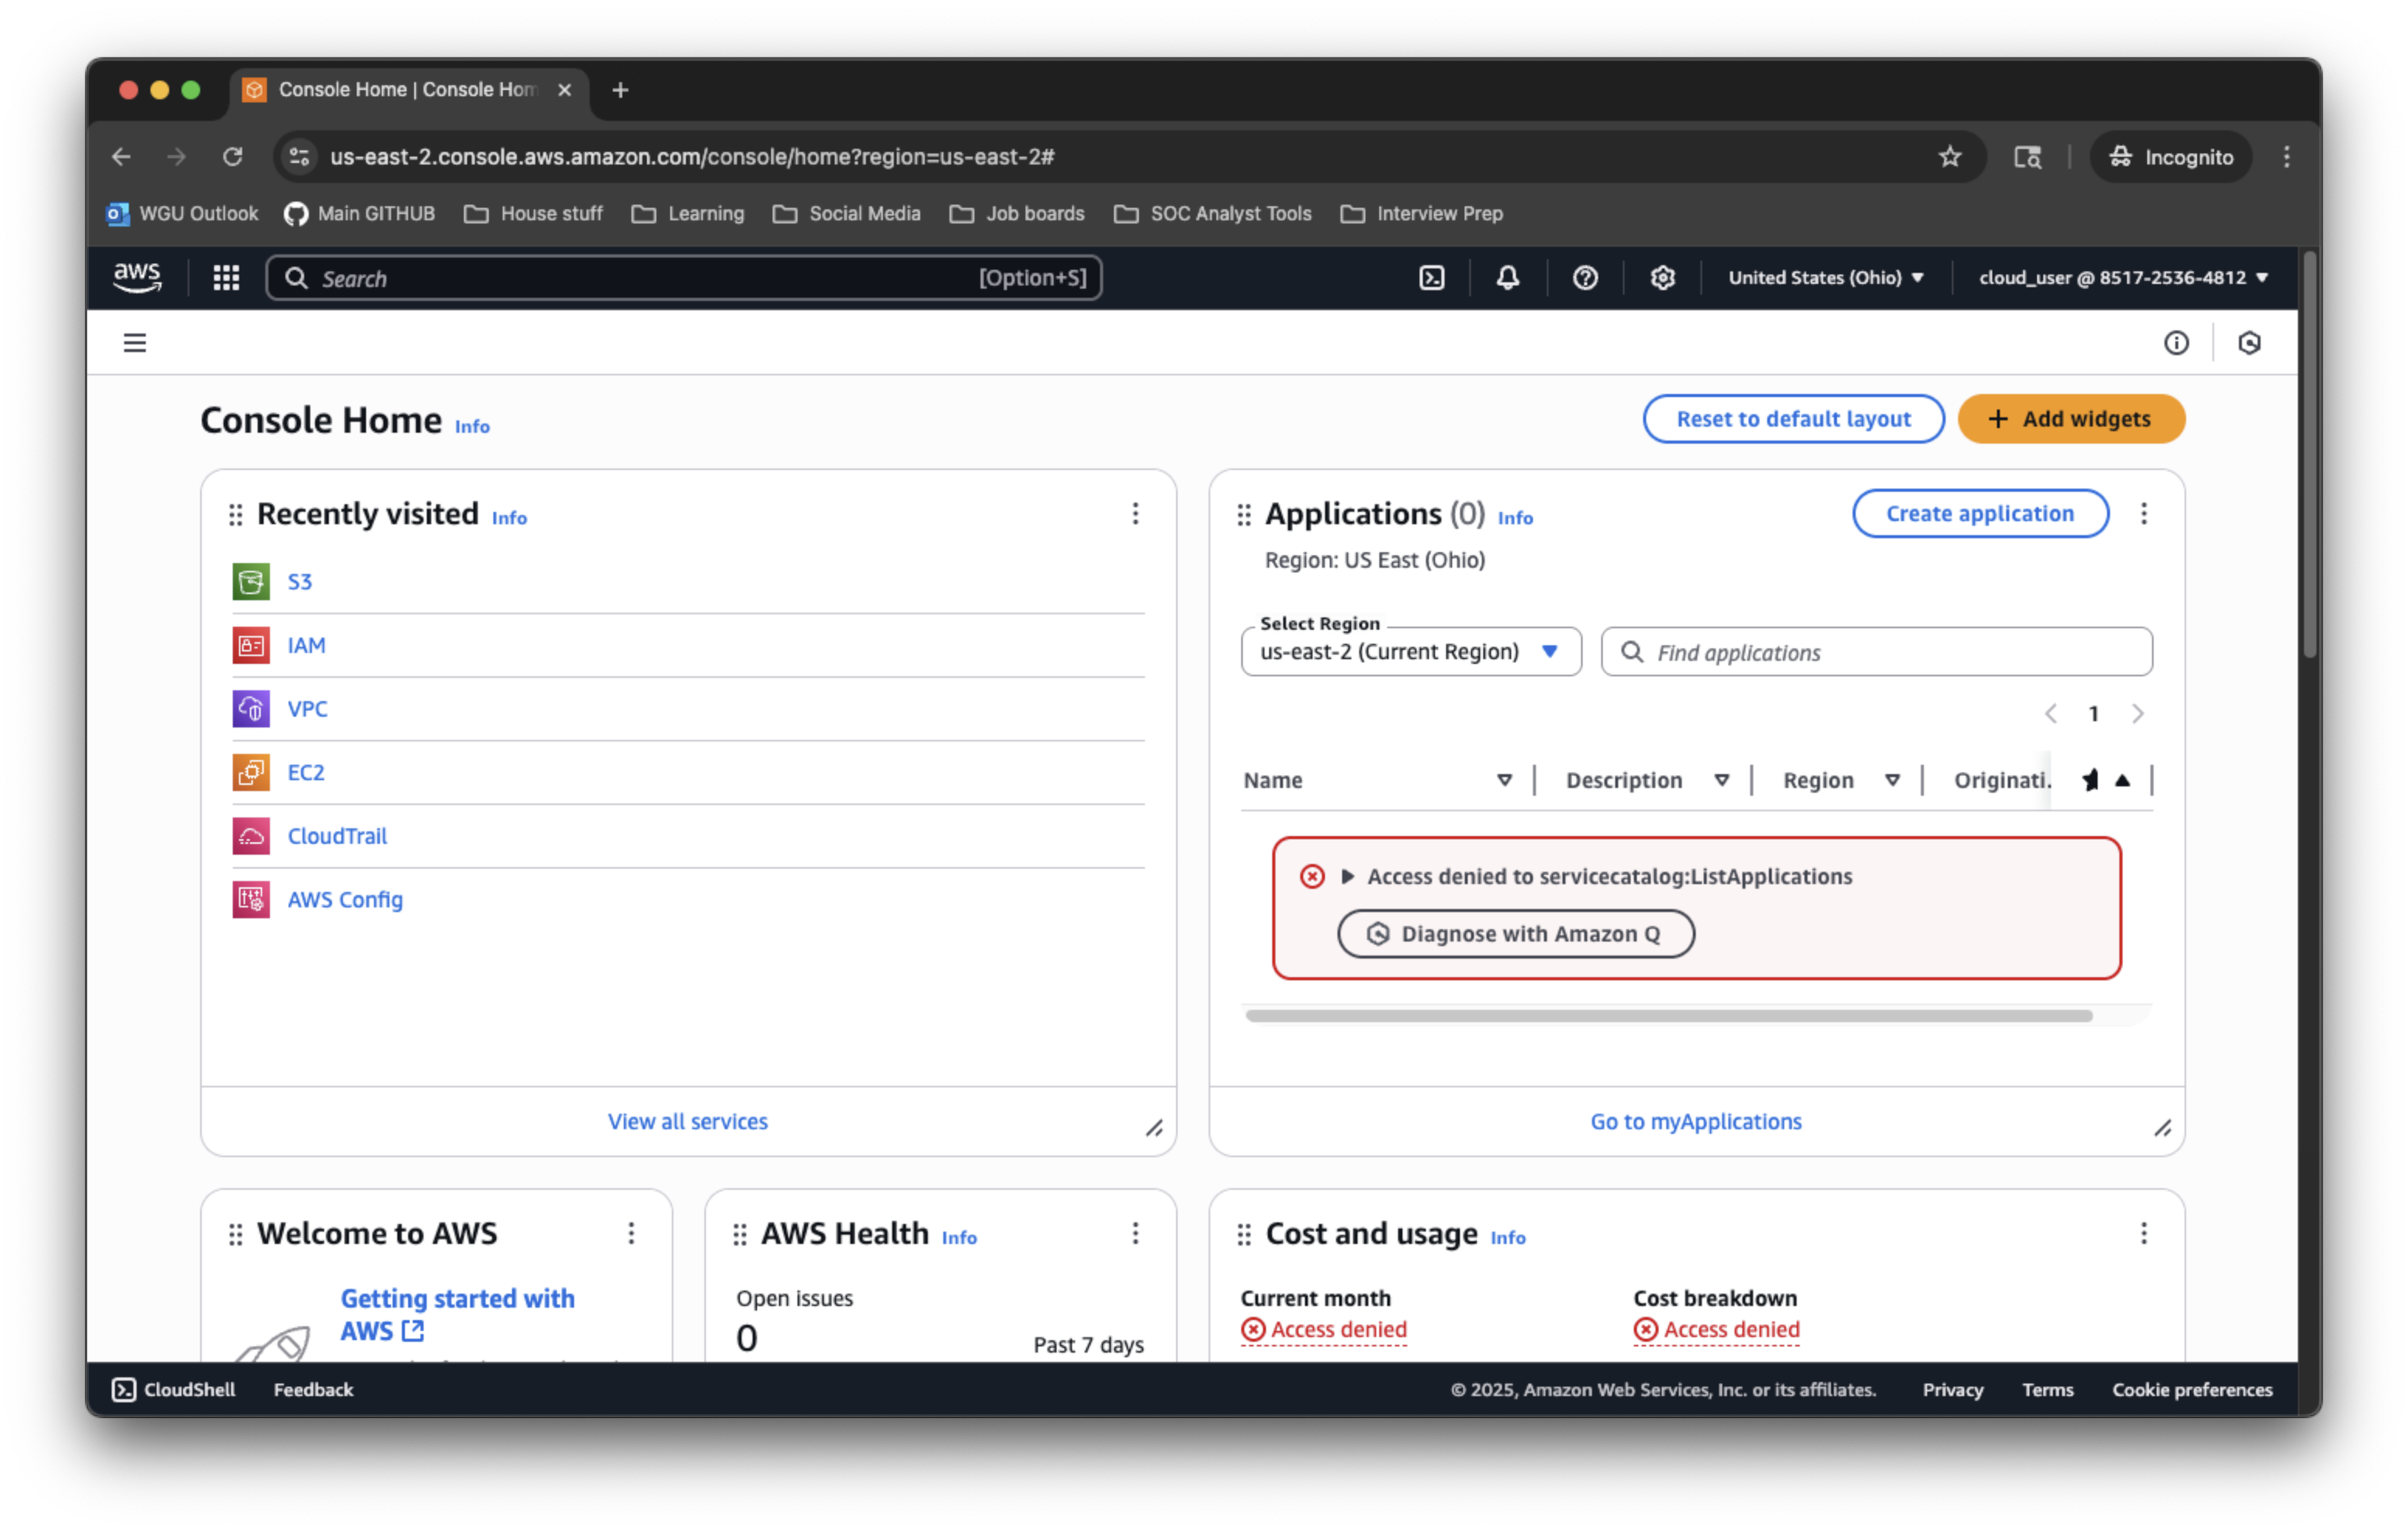 Console Home | Console Hom
us-east-2.console.aws.amazon.com/console/home?region=us-east-2#
Incognito
WGU Outlook
Main GITHUB
House stuff
Learning
Social Media
Job boards
SOC Analyst Tools
Interview Prep
aws
Search
[Option+S]
United States (Ohio)
cloud_user @ 8517-2536-4812
Console Home Info
Reset to default layout
+ Add widgets
Recently visited Info
S3
IAM
VPC
EC2
CloudTrail
AWS Config
View all services
Applications (0) Info
Create application
Region: US East (Ohio)
Select Region
us-east-2 (Current Region)
Find applications
1
Name
Description
Region
Originati.
Access denied to servicecatalog:ListApplications
Diagnose with Amazon Q
Go to myApplications
Welcome to AWS
Getting started with
AWS
AWS Health Info
Open issues
0
Past 7 days
Cost and usage Info
Current month
Access denied
Cost breakdown
Access denied
CloudShell
Feedback
© 2025, Amazon Web Services, Inc. or its affiliates.
Privacy
Terms
Cookie preferences